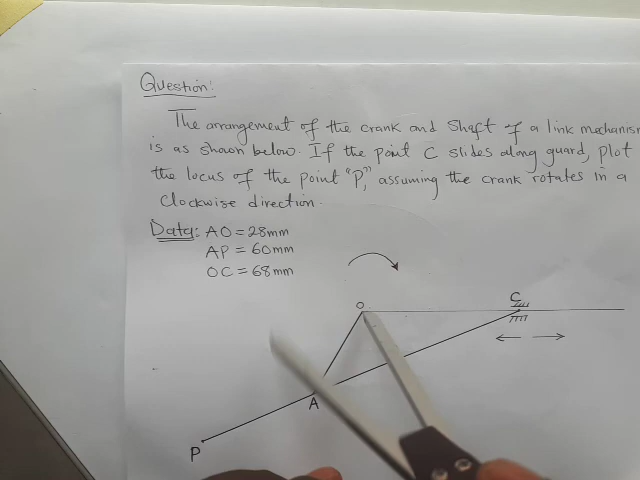 Question!
The arrangement of the crank and shaft of a link mechanism
is as shown below. If the point C slides along guard, plot
the locus of the point "P", assuming the crank rotates in a
clockwise direction.
Data: AO = 28mm
AP = 60mm
OC = 68mm
O
C
A
P